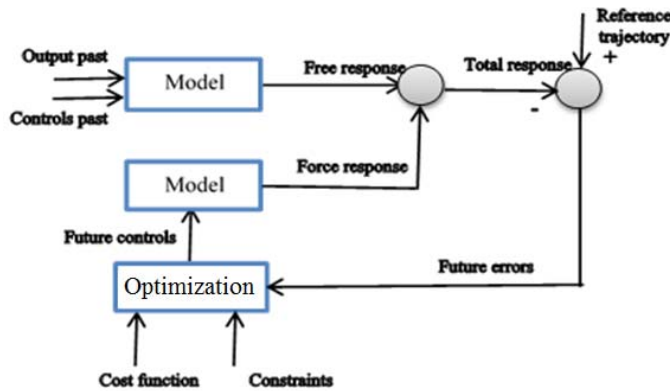 Reference
trajectory
+
Output past
Model
Free response
Total response
-
Controls past
Model
Force response
Future controls
Optimization
Future errors
Cost function
Constraints